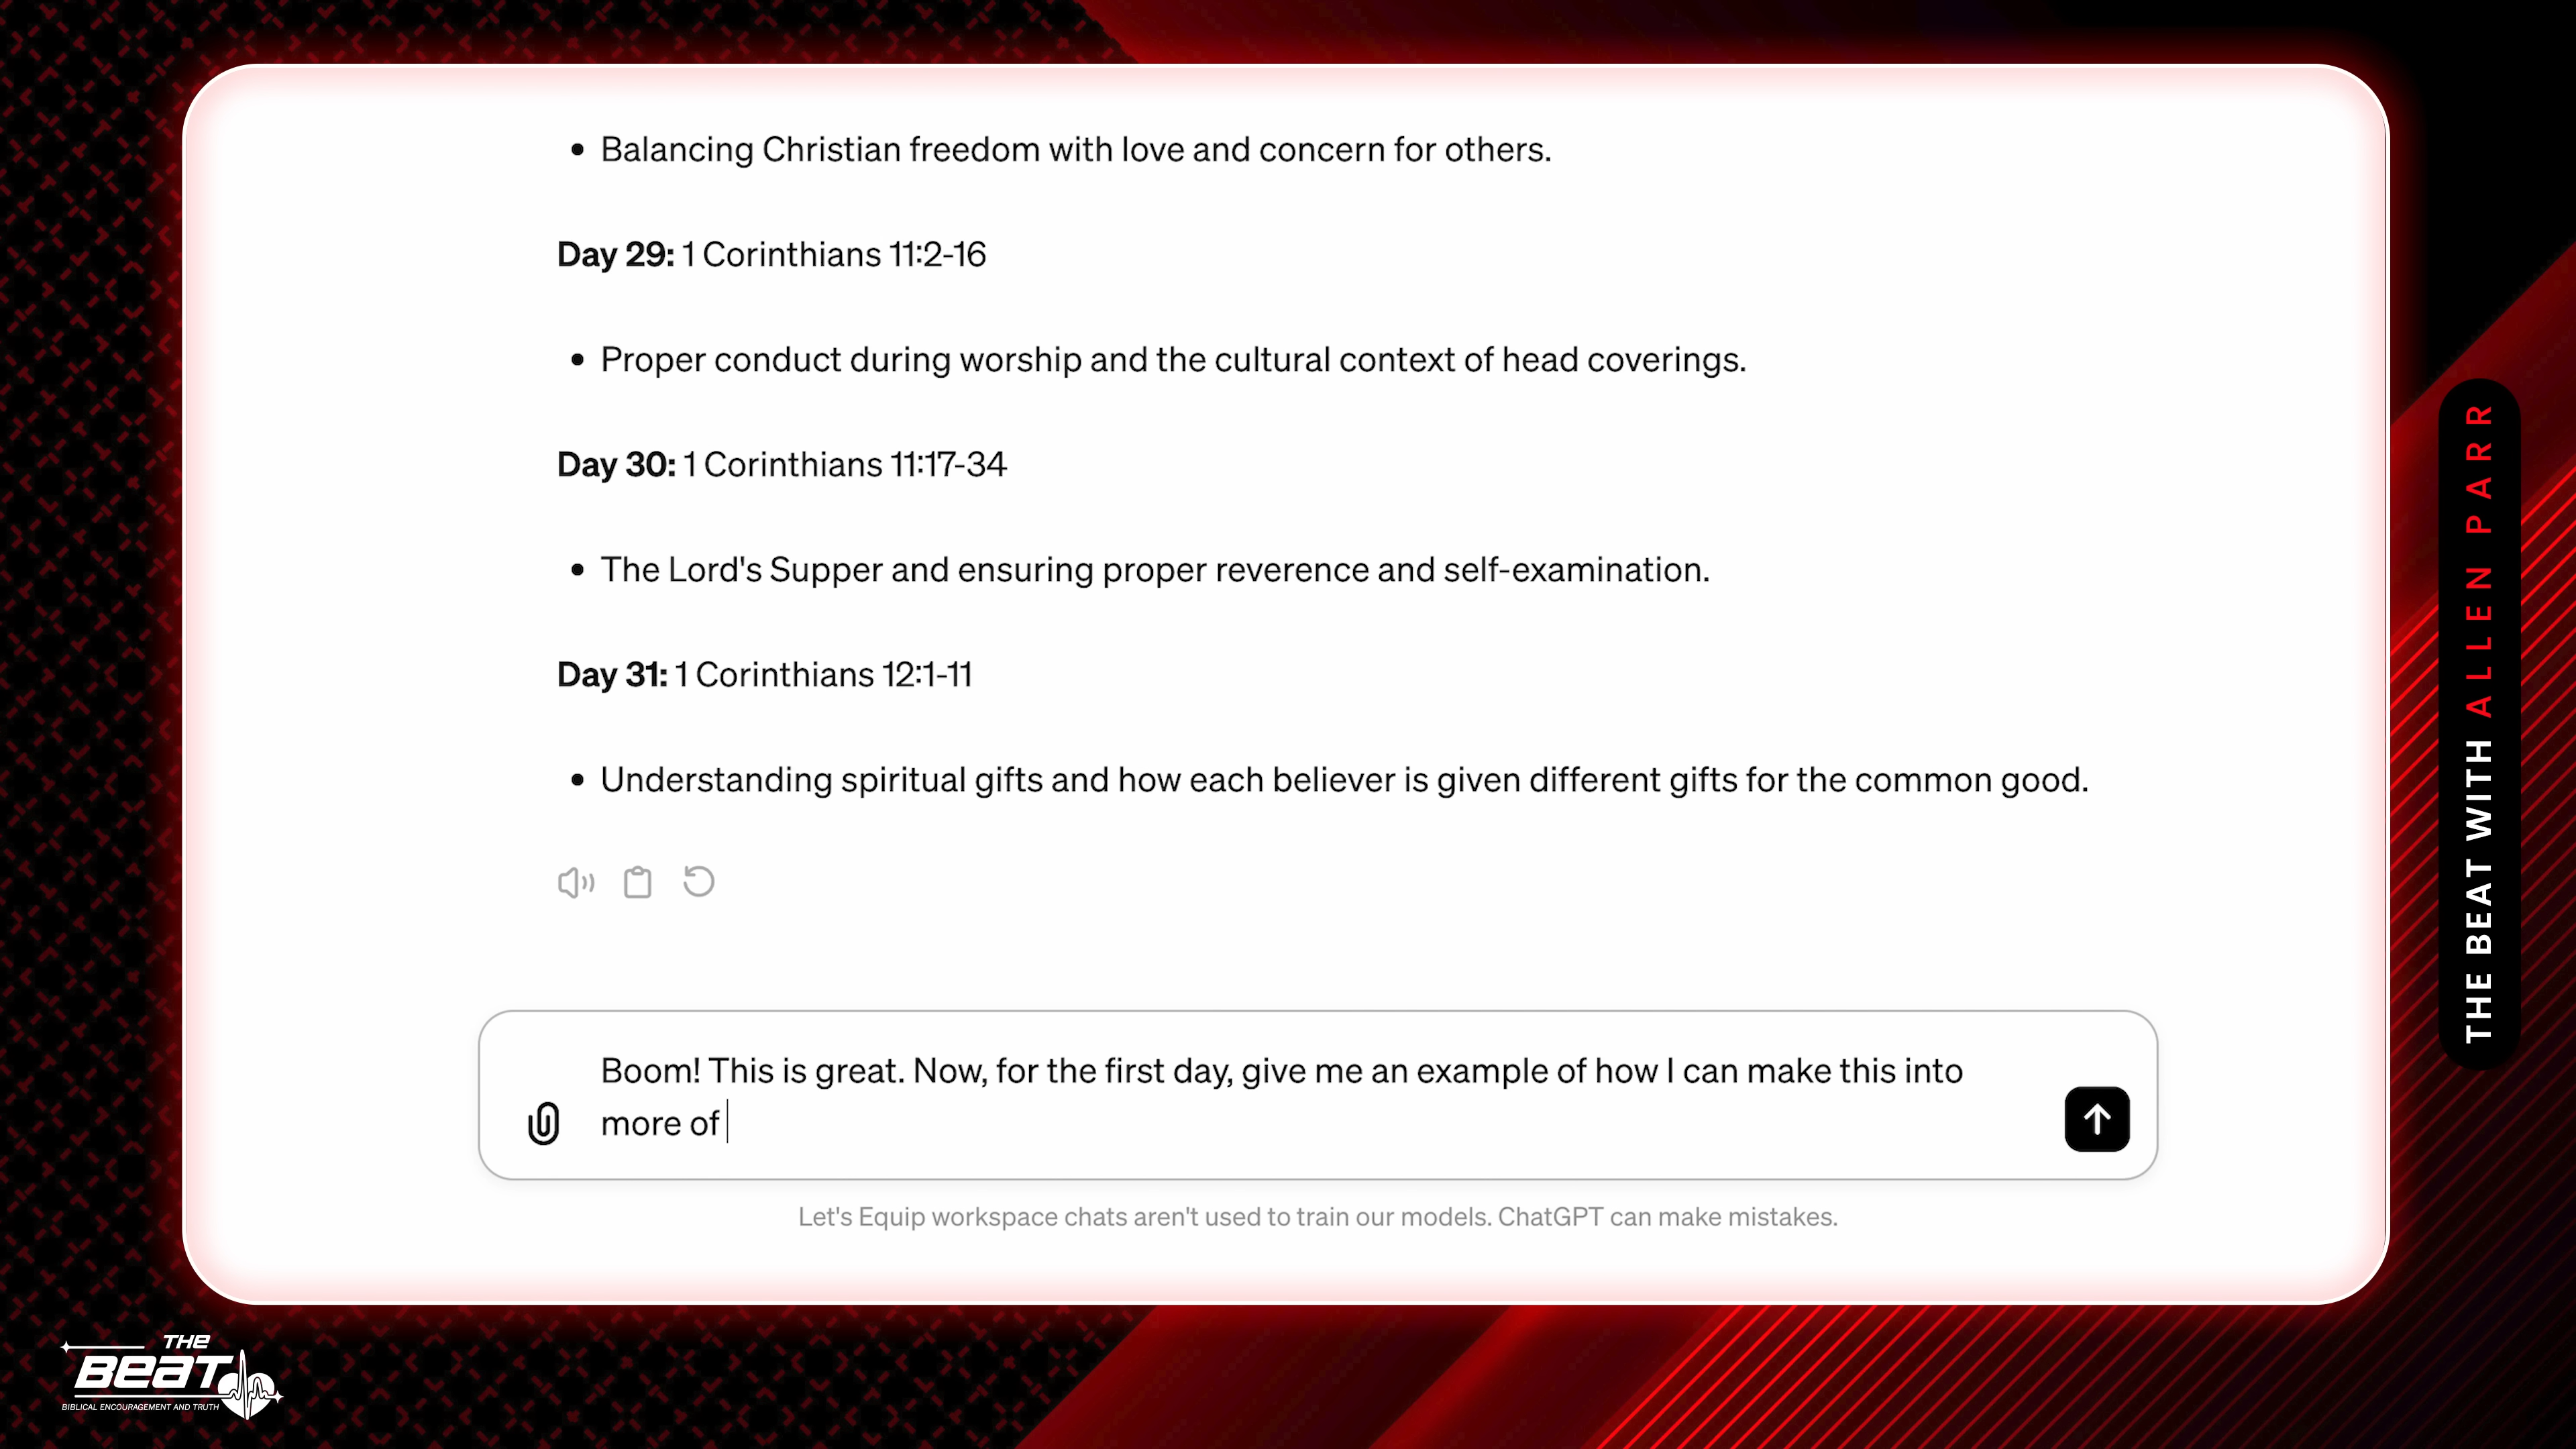 Balancing Christian freedom with love and concern for others.
Day 29: 1 Corinthians 11:2-16
Proper conduct during worship and the cultural context of head coverings.
Day 30: 1 Corinthians 11:17-34
The Lord's Supper and ensuring proper reverence and self-examination.
Day 31: 1 Corinthians 12:1-11
Understanding spiritual gifts and how each believer is given different gifts for the common good.
Boom! This is great. Now, for the first day, give me an example of how I can make this into
more of
Let's Equip workspace chats aren't used to train our models. ChatGPT can make mistakes.
THE BEAT WITH ALLEN PARR
THE
BEAT
BIBLICAL ENCOURAGEMENT AND TRUTH